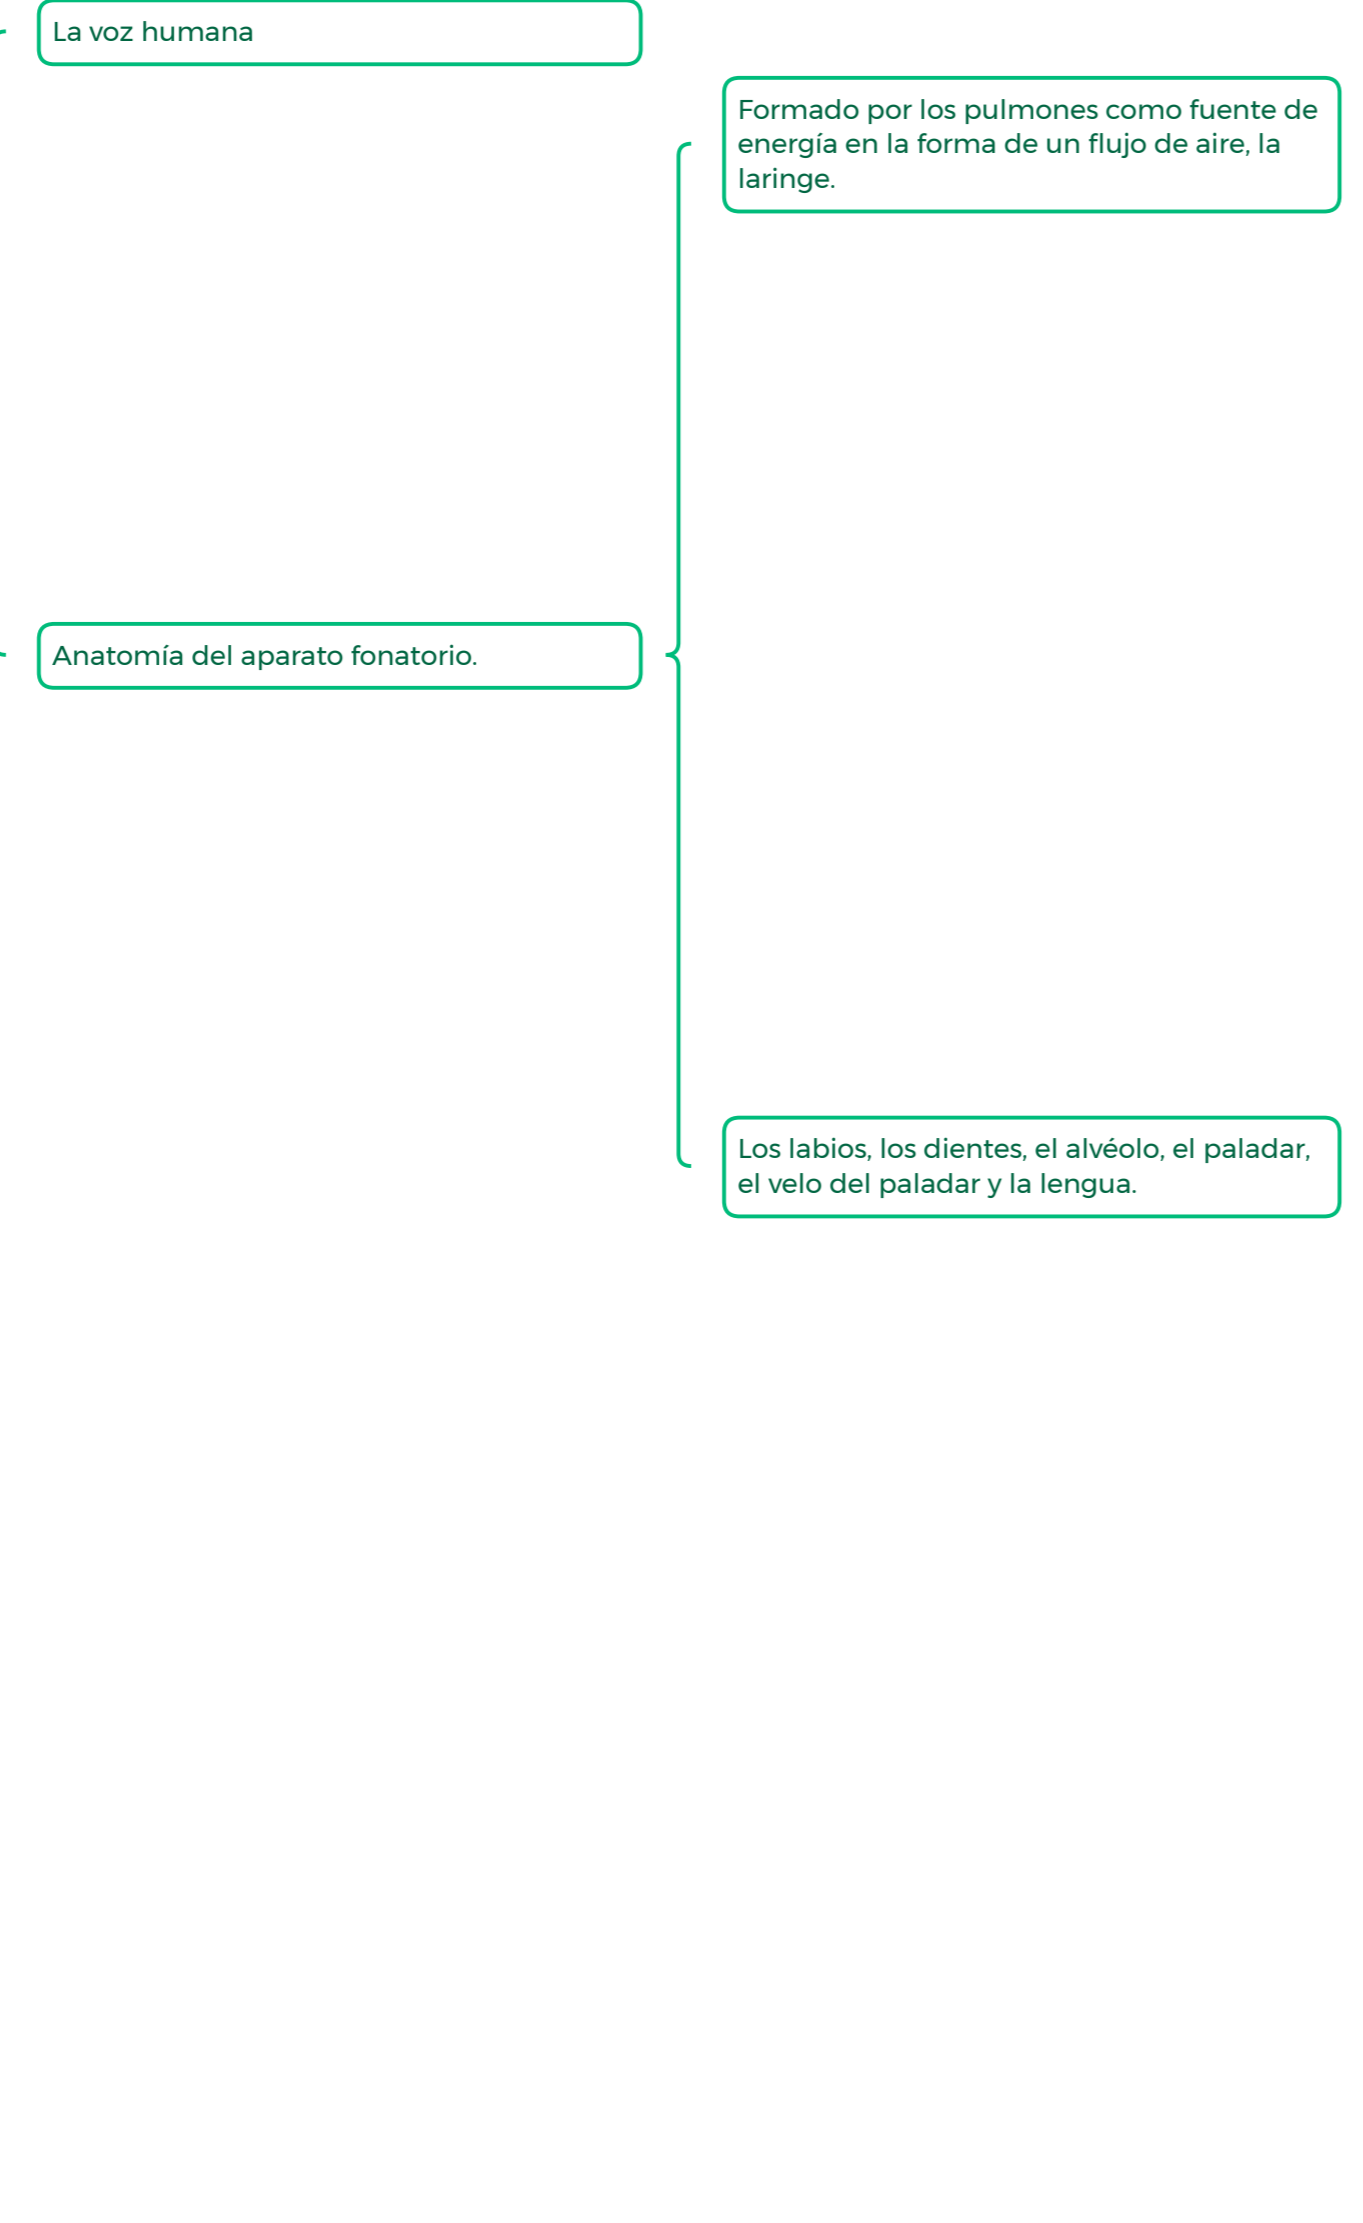 La voz humana
Formado por los pulmones como fuente de
energía en la forma de un flujo de aire, la
laringe.
Anatomía del aparato fonatorio.
Los labios, los dientes, el alvéolo, el paladar,
el velo del paladar y la lengua.